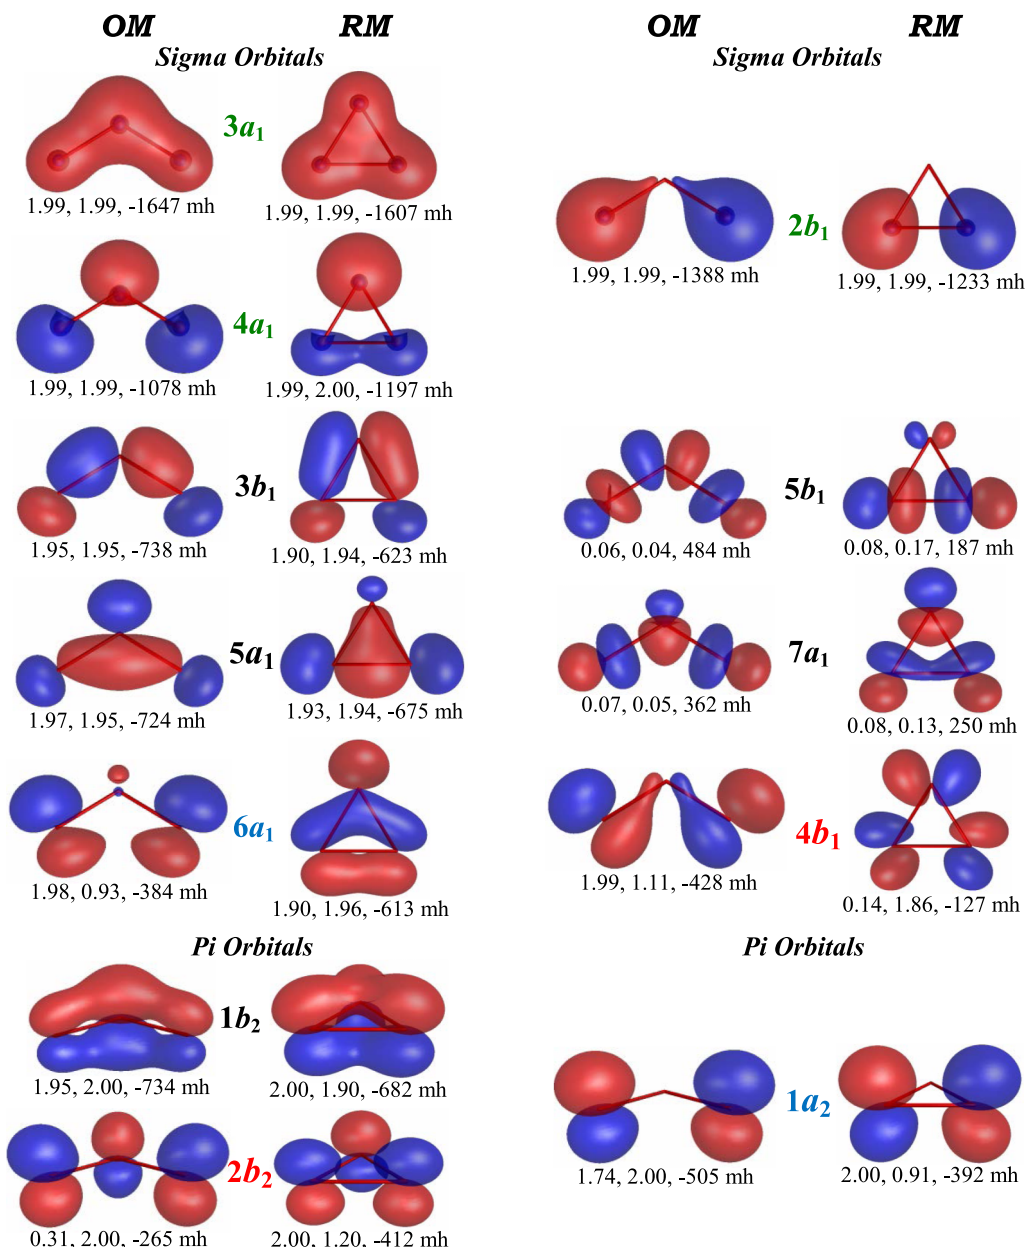 OM RM OM RM
Sigma Orbitals Sigma Orbitals
3a₁
1.99, 1.99, -1647 mh 1.99, 1.99, -1607 mh
2b₁
1.99, 1.99, -1388 mh 1.99, 1.99, -1233 mh
4a₁
1.99, 1.99, -1078 mh 1.99, 2.00, -1197 mh
3b₁ 5b₁
1.95, 1.95, -738 mh 1.90, 1.94, -623 mh 0.06, 0.04, 484 mh 0.08, 0.17, 187 mh
5a₁ 7a₁
1.97, 1.95, -724 mh 1.93, 1.94, -675 mh 0.07, 0.05, 362 mh 0.08, 0.13, 250 mh
6a₁ 4b₁
1.98, 0.93, -384 mh 1.90, 1.96, -613 mh 1.99, 1.11, -428 mh 0.14, 1.86, -127 mh
Pi Orbitals Pi Orbitals
1b₂
1.95, 2.00, -734 mh 2.00, 1.90, -682 mh
1a₂
1.74, 2.00, -505 mh 2.00, 0.91, -392 mh
2b₂
0.31, 2.00, -265 mh 2.00, 1.20, -412 mh